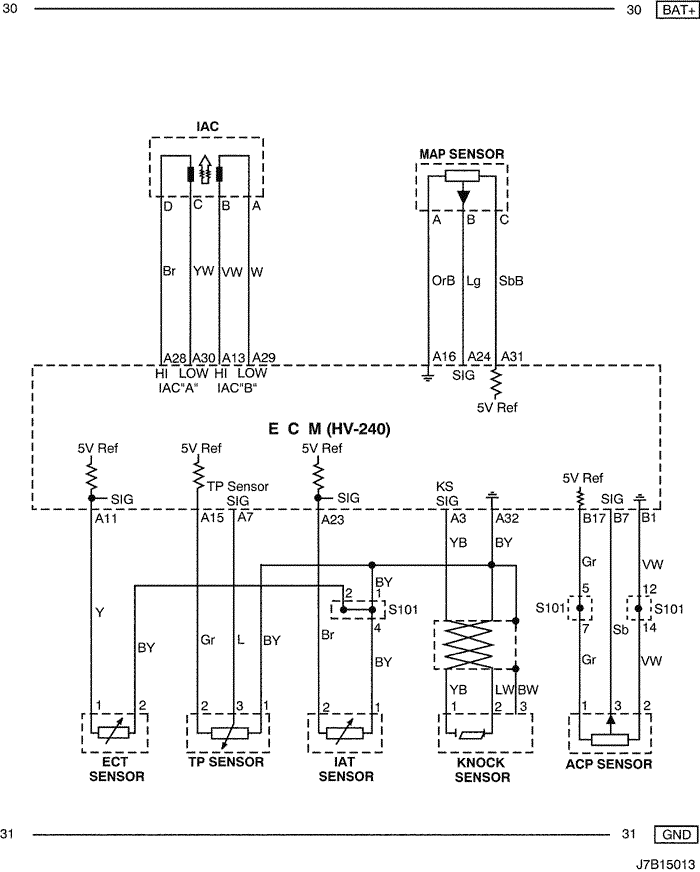 30 30 BAT+
IAC
MAP SENSOR
D C B A
A B C
Br YW VW W
OrB Lg SbB
A28 A30 A13 A29
A16 A24 A31
HI LOW HI LOW
IAC"A" IAC"B"
SIG
5V Ref
E C M (HV-240)
5V Ref 5V Ref 5V Ref
5V Ref
TP Sensor
KS
SIG SIG SIG SIG SIG
A11 A15 A7 A23 A3 A32 B17 B7 B1
YB BY
Gr VW
BY
2 1
5 12
S101 S101 S101
4
7 14
Y BY Gr L BY Br BY
Sb
Gr VW
YB LW BW
1 2 2 3 1 2 1 1 2 3 1 3 2
ECT
SENSOR
TP SENSOR
IAT
SENSOR
KNOCK
SENSOR
ACP SENSOR
31 31 GND
J7B15013